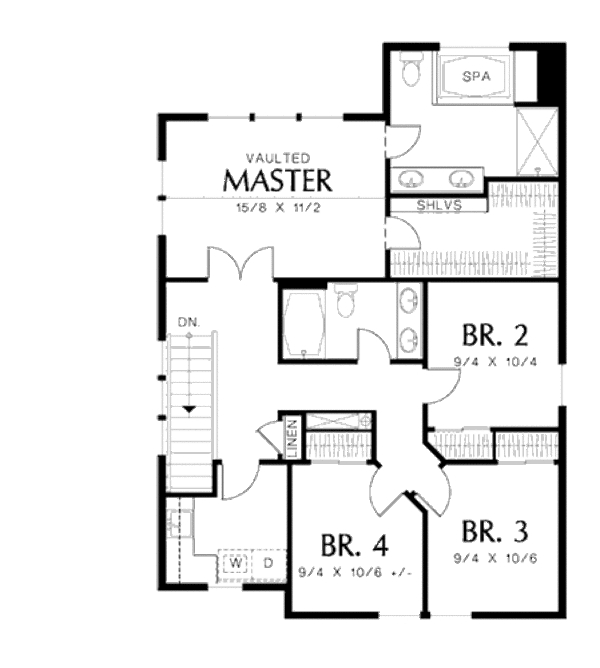 SPA
VAULTED
MASTER
15/8 X 11/2
SHLVS
DN.
BR. 2
9/4 X 10/4
LINEN
BR. 4
9/4 X 10/6 +/-
BR. 3
9/4 X 10/6
W D